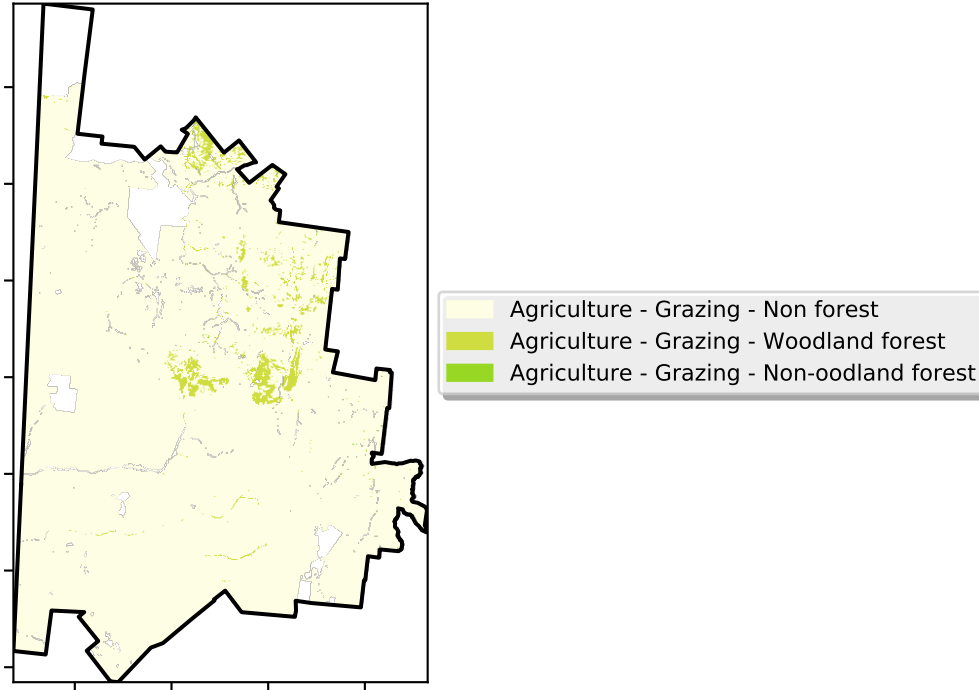 Agriculture - Grazing - Non forest
Agriculture - Grazing - Woodland forest
Agriculture - Grazing - Non-oodland forest